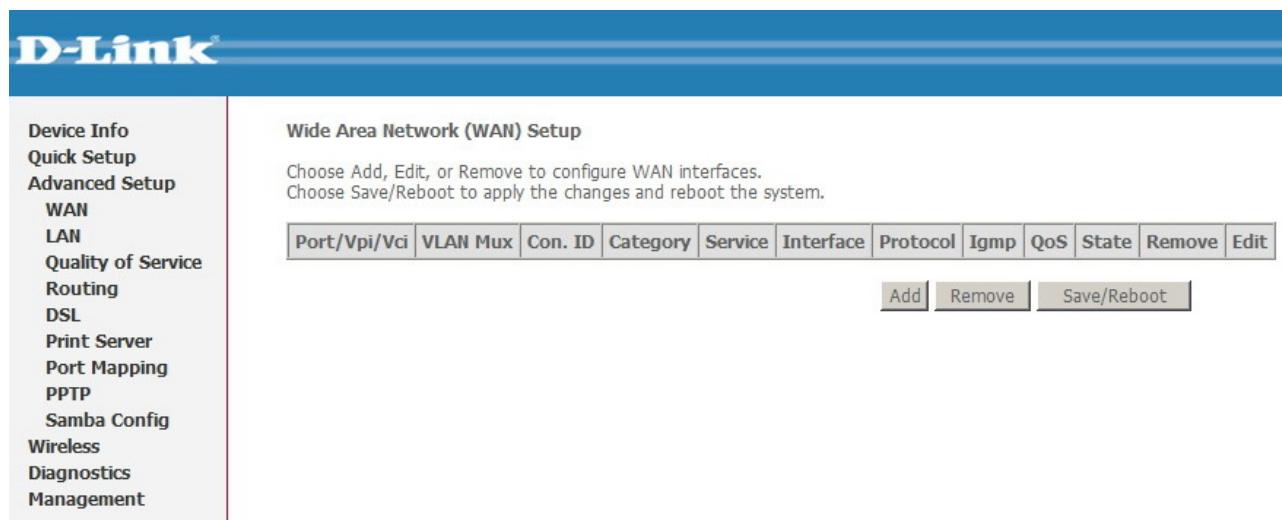 D-Link®
Device Info
Quick Setup
Advanced Setup
WAN
LAN
Quality of Service
Routing
DSL
Print Server
Port Mapping
PPTP
Samba Config
Wireless
Diagnostics
Management
Wide Area Network (WAN) Setup
Choose Add, Edit, or Remove to configure WAN interfaces.
Choose Save/Reboot to apply the changes and reboot the system.
Port/Vpi/Vci VLAN Mux Con. ID Category Service Interface Protocol Igmp QoS State Remove Edit
Add Remove Save/Reboot